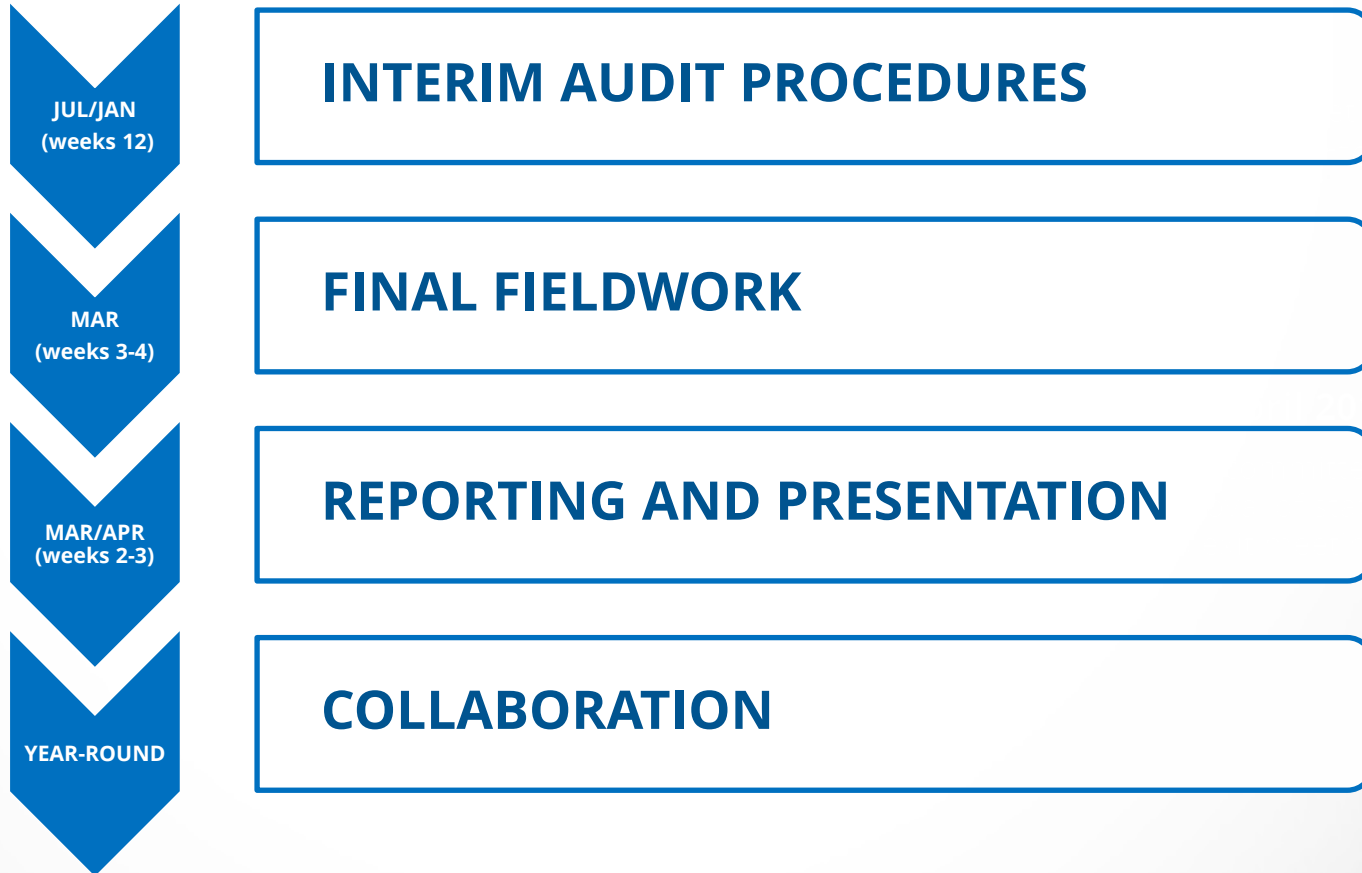 JUL/JAN
(weeks 12)
INTERIM AUDIT PROCEDURES
MAR
(weeks 3-4)
FINAL FIELDWORK
MAR/APR
(weeks 2-3)
REPORTING AND PRESENTATION
YEAR-ROUND
COLLABORATION